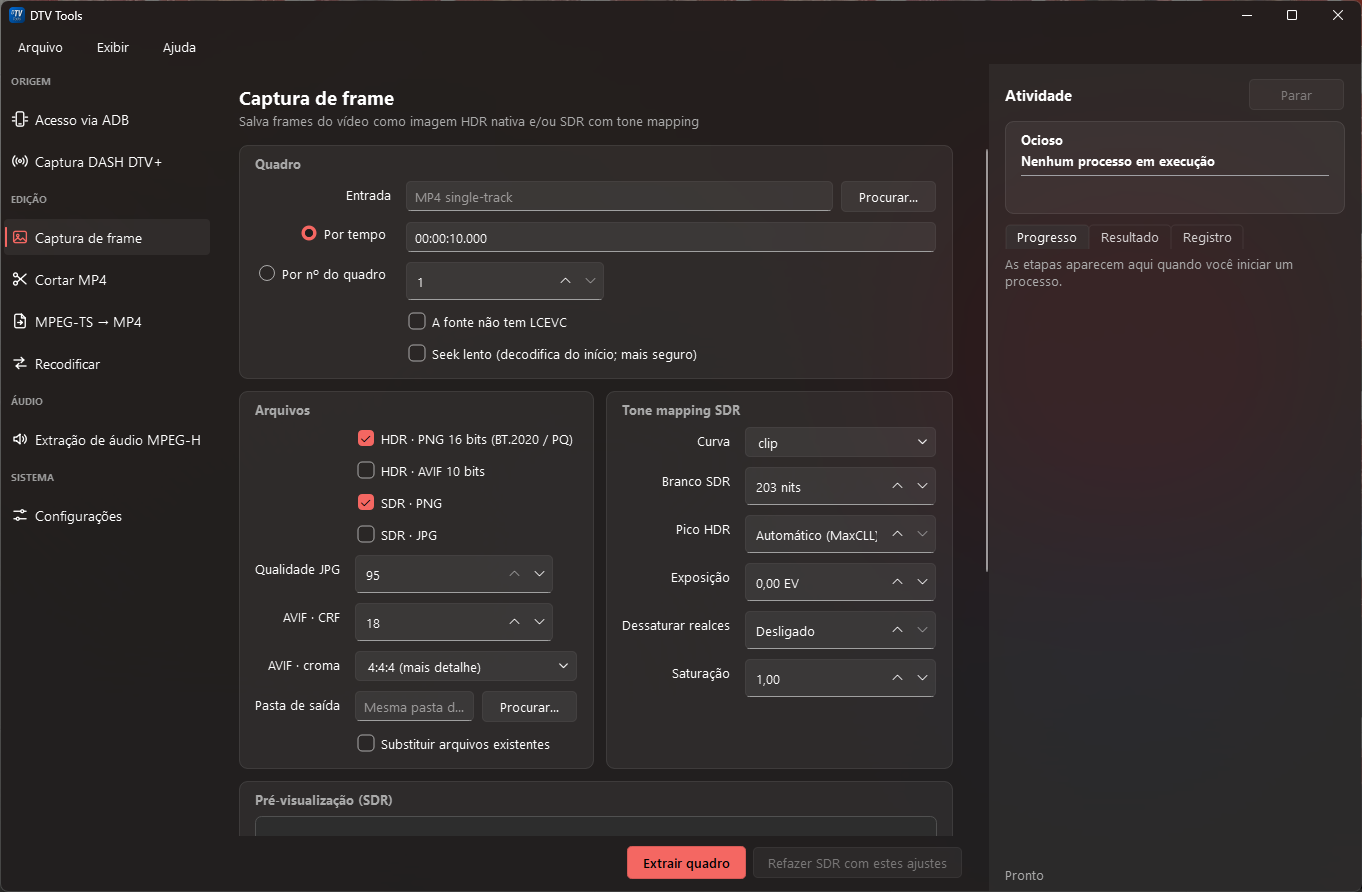 DTV Tools
Arquivo Exibir Ajuda
ORIGEM
Acesso via ADB
Captura DASH DTV+
EDIÇÃO
Captura de frame
Cortar MP4
MPEG-TS → MP4
Recodificar
ÁUDIO
Extração de áudio MPEG-H
SISTEMA
Configurações
Captura de frame
Salva frames do vídeo como imagem HDR nativa e/ou SDR com tone mapping
Quadro
Entrada MP4 single-track Procurar...
Por tempo 00:00:10.000
Por nº do quadro 1
A fonte não tem LCEVC
Seek lento (decodifica do início; mais seguro)
Arquivos
HDR · PNG 16 bits (BT.2020 / PQ)
HDR · AVIF 10 bits
SDR · PNG
SDR · JPG
Qualidade JPG 95
AVIF · CRF 18
AVIF · croma 4:4:4 (mais detalhe)
Pasta de saída Mesma pasta d... Procurar...
Substituir arquivos existentes
Tone mapping SDR
Curva clip
Branco SDR 203 nits
Pico HDR Automático (MaxCLL)
Exposição 0,00 EV
Dessaturar realces Desligado
Saturação 1,00
Pré-visualização (SDR)
Extrair quadro Refazer SDR com estes ajustes
Atividade Parar
Ocioso
Nenhum processo em execução
Progresso Resultado Registro
As etapas aparecem aqui quando você iniciar um
processo.
Pronto